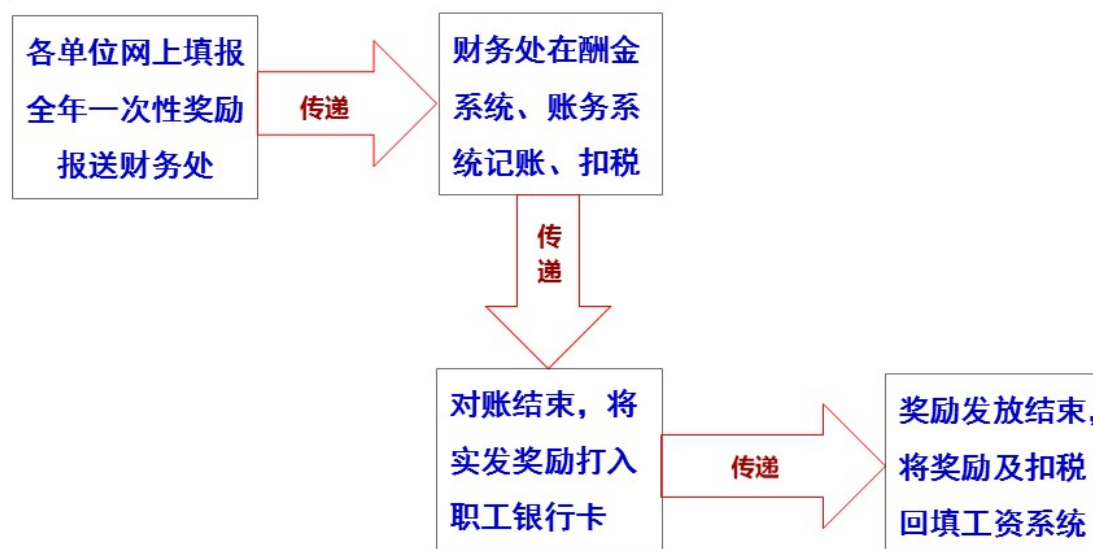 各单位网上填报
全年一次性奖励
报送财务处
传递
财务处在酬金
系统、账务系
统记账、扣税
传
递
对账结束，将
实发奖励打入
职工银行卡
传递
奖励发放结束，
将奖励及扣税
回填工资系统